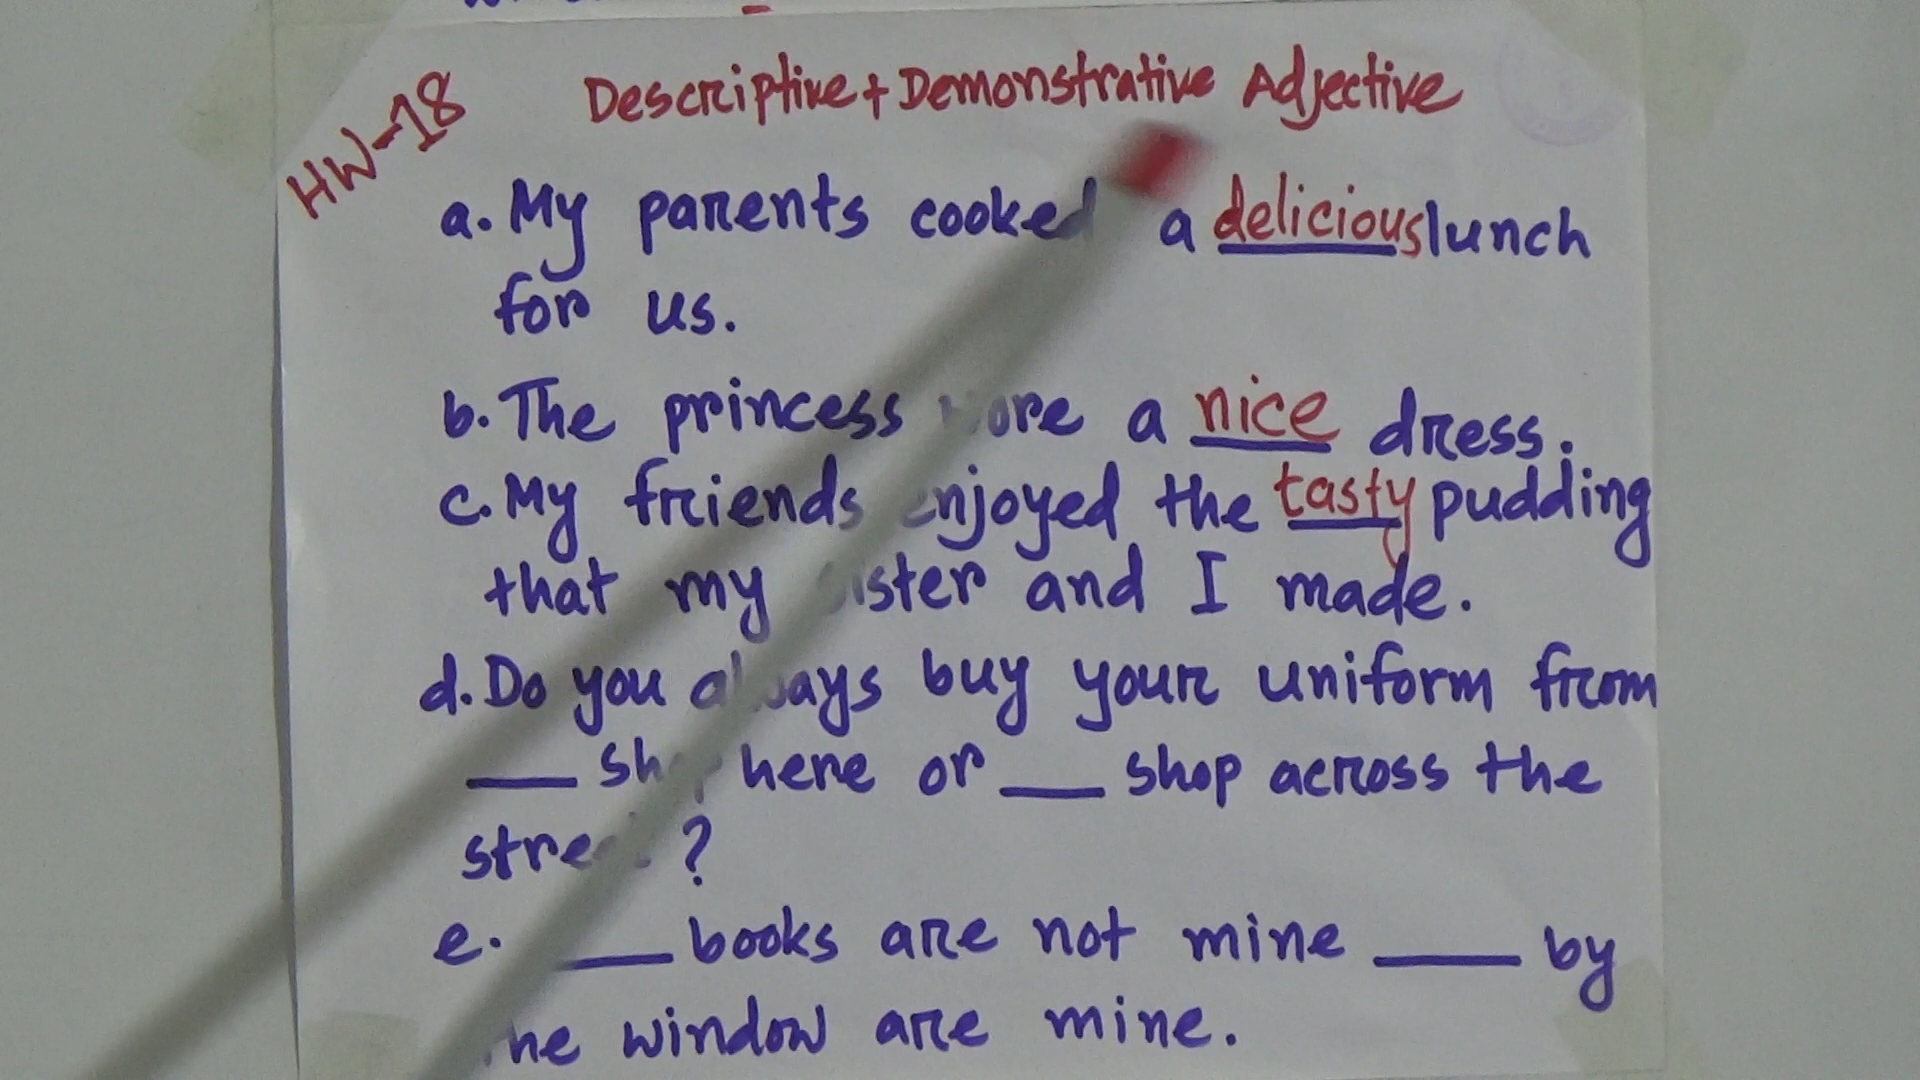 HW-18
Descriptive + Demonstrative Adjective
a. My parents cooked a delicious lunch
for us.
b. The princess wore a nice dress.
c. My friends enjoyed the tasty pudding
that my sister and I made.
d. Do you always buy your uniform from
___ shop here or ___ shop across the
street?
e. ___ books are not mine ___ by
the window are mine.